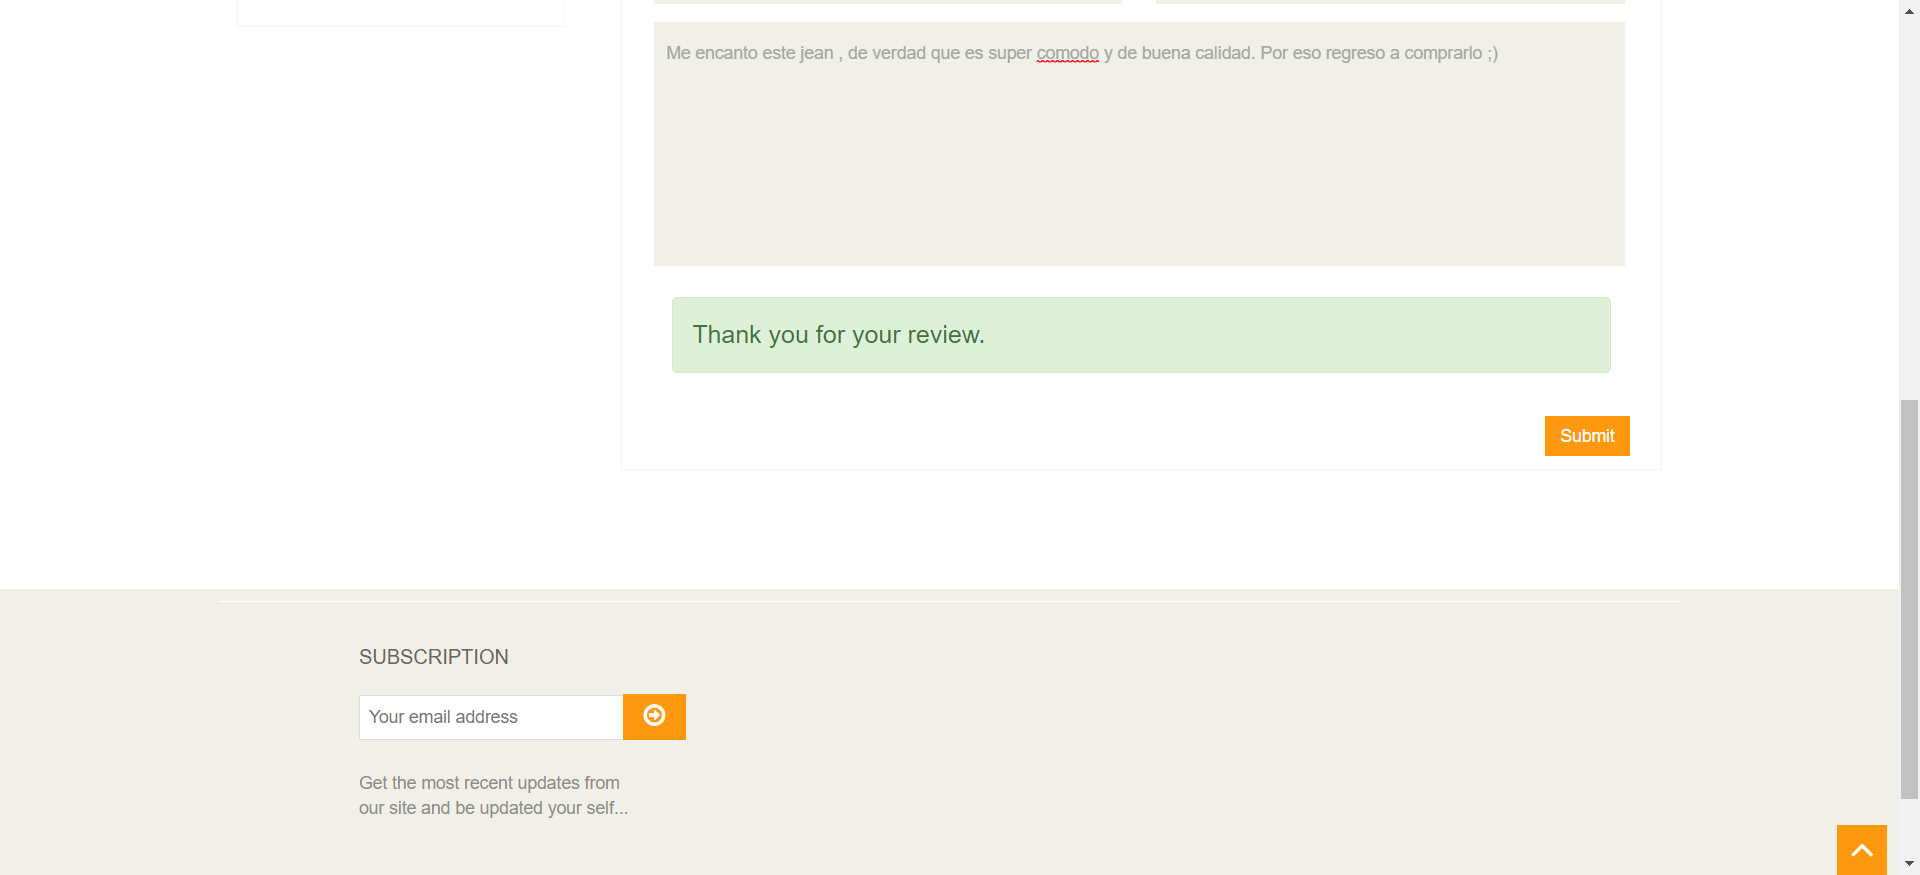 Me encanto este jean , de verdad que es super comodo y de buena calidad. Por eso regreso a comprarlo ;)
Thank you for your review.
Submit
SUBSCRIPTION
Your email address
Get the most recent updates from
our site and be updated your self...